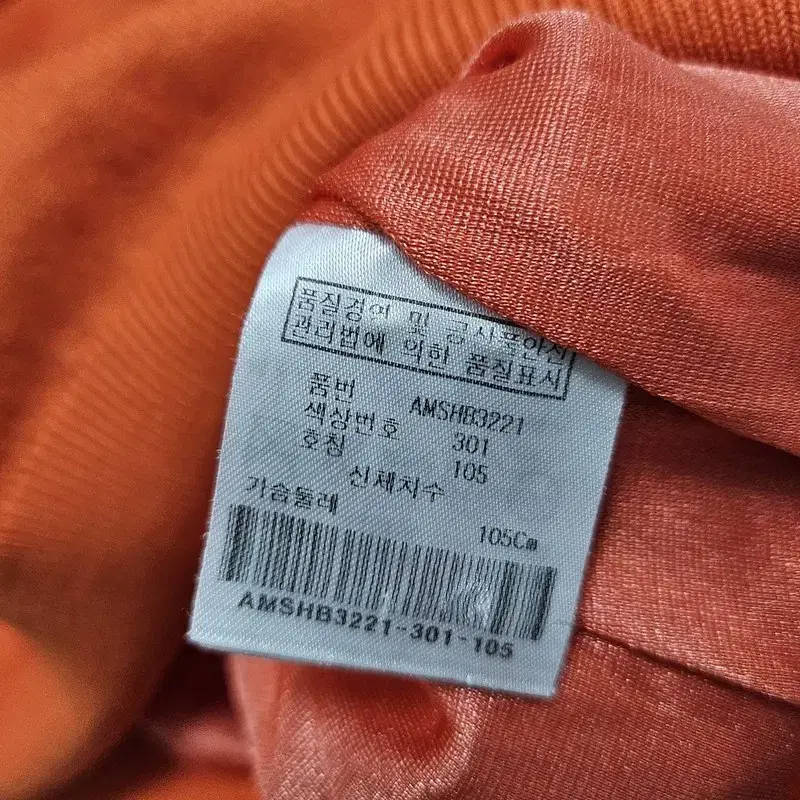 품질경영 및 공산품안전
관리법에 의한 품질표시
품번 AMSHB3221
색상번호 301
호칭 105
신체치수
가슴둘레 105Cm
AMSHB3221-301-105